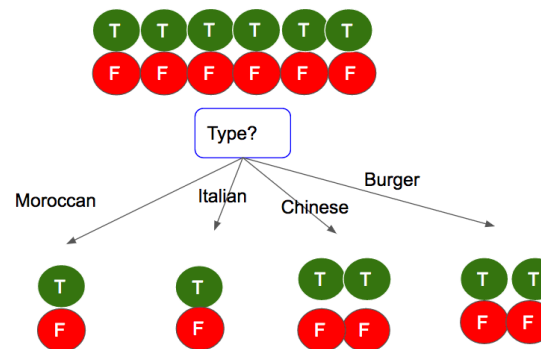 T T T T T T
F F F F F F
Type?
Burger
Italian
Moroccan
Chinese
T T T T T T
F F F F F F